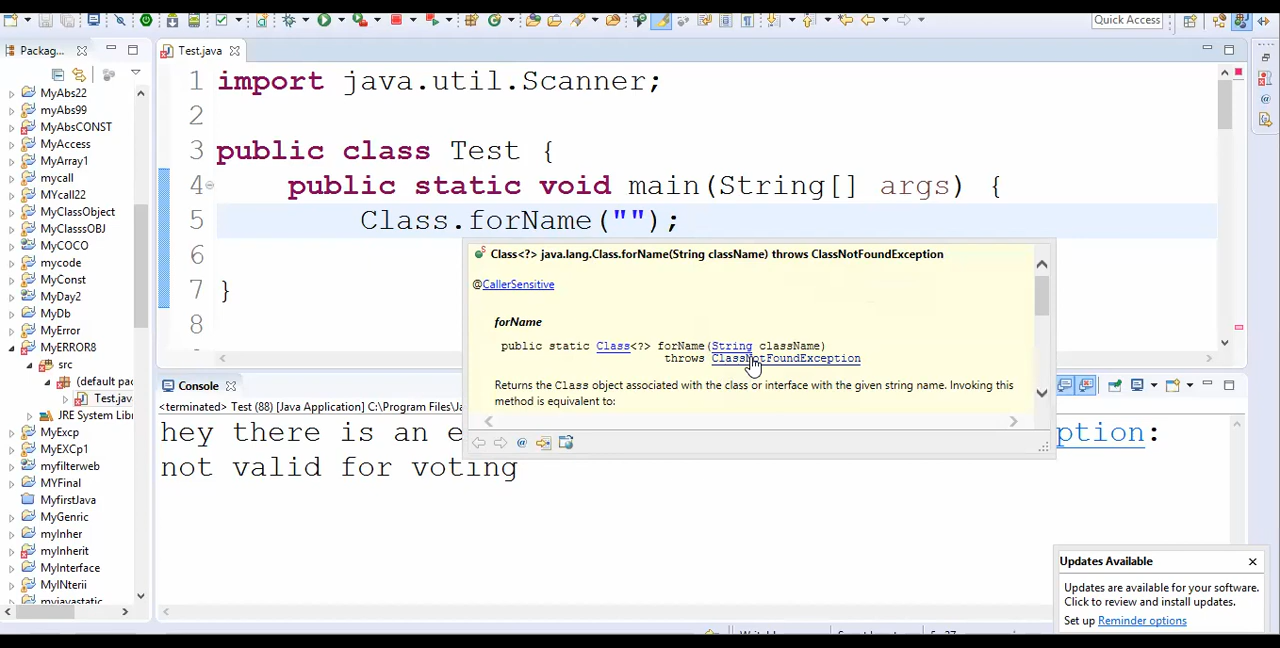 Quick Access
Packag...
Test.java
MyAbs22
myAbs99
MyAbsCONST
MyAccess
MyArray1
mycall
MYcall22
MyClassObject
MyClasssOBJ
MyCOCO
mycode
MyConst
MyDay2
MyDb
MyError
MyERROR8
src
(default pac
Test.java
JRE System Libr
MyExcp
MyEXCp1
myfilterweb
MYFinal
MyfirstJava
MyGenric
myInher
myInherit
MyInterface
MyINterii
myjavastatic
1 import java.util.Scanner;
2
3 public class Test {
4 public static void main(String[] args) {
5 Class.forName("");
6
7 }
8
Class<?> java.lang.Class.forName(String className) throws ClassNotFoundException
@CallerSensitive
forName
public static Class<?> forName(String className)
throws ClassNotFoundException
Returns the Class object associated with the class or interface with the given string name. Invoking this
method is equivalent to:
Console
<terminated> Test (88) [Java Application] C:\Program Files\Ja
hey there is an e
ption:
not valid for voting
Updates Available
Updates are available for your software.
Click to review and install updates.
Set up Reminder options